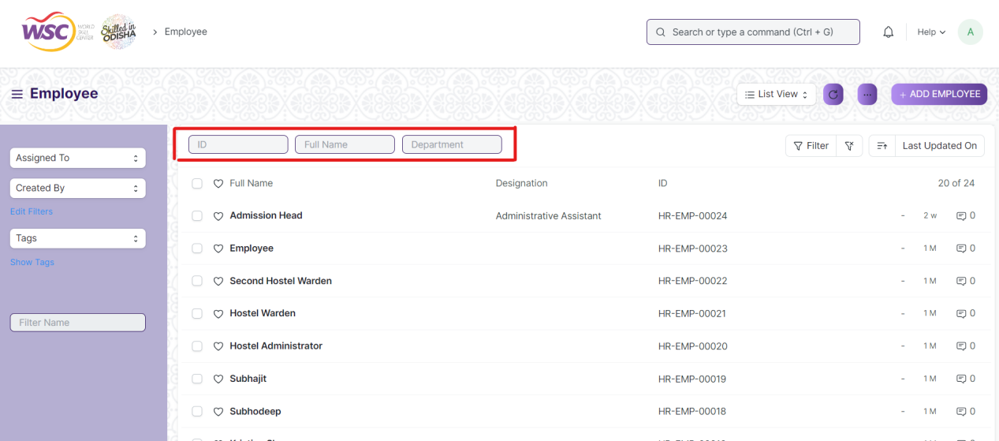 WSC WORLD SKILL CENTER Skilled in ODISHA > Employee Search or type a command (Ctrl + G) Help A
Employee List View ... + ADD EMPLOYEE
ID Full Name Department Filter Last Updated On
Assigned To
Created By
Edit Filters
Tags
Show Tags
Filter Name
Full Name Designation ID 20 of 24
Admission Head Administrative Assistant HR-EMP-00024 - 2 w 0
Employee HR-EMP-00023 - 1 M 0
Second Hostel Warden HR-EMP-00022 - 1 M 0
Hostel Warden HR-EMP-00021 - 1 M 0
Hostel Administrator HR-EMP-00020 - 1 M 0
Subhajit HR-EMP-00019 - 1 M 0
Subhodeep HR-EMP-00018 - 1 M 0